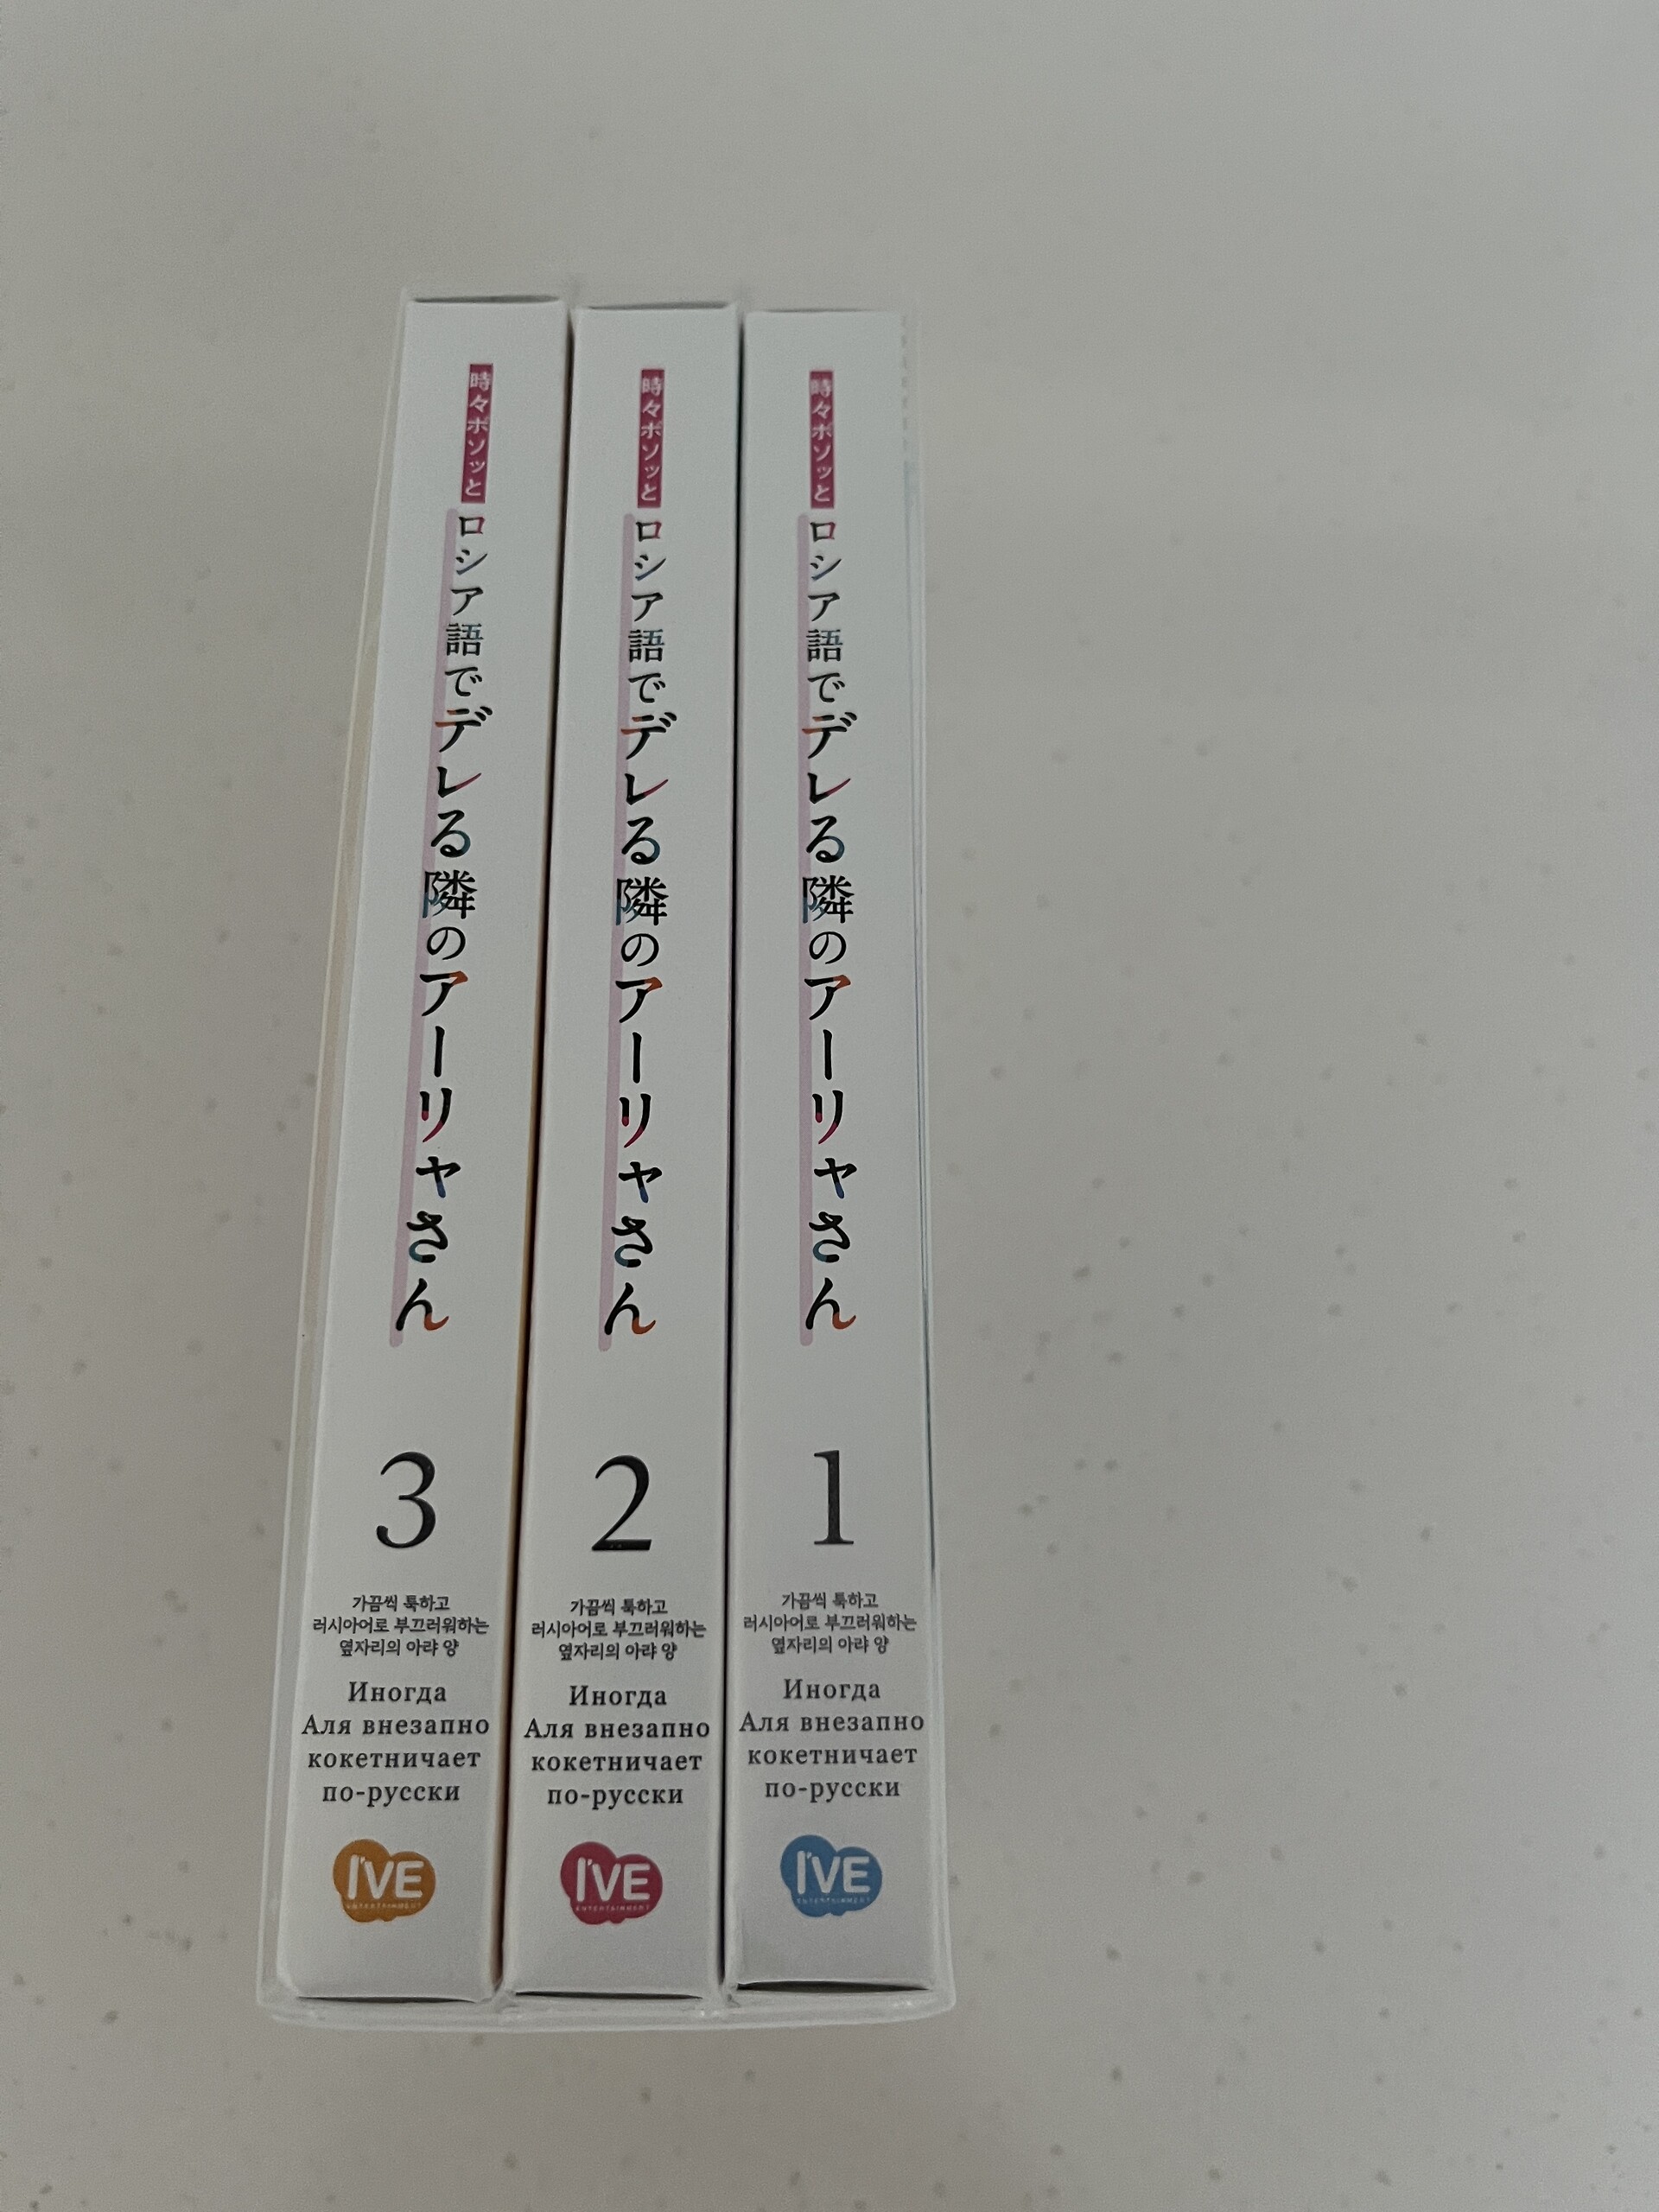 時々ボソッと
ロシア語でデレる隣のアーリャさん
3
가끔씩 툭하고
러시아어로 부끄러워하는
옆자리의 아랴 양
Иногда
Аля внезапно
кокетничает
по-русски
I'VE
ENTERTAINMENT
時々ボソッと
ロシア語でデレる隣のアーリャさん
2
가끔씩 툭하고
러시아어로 부끄러워하는
옆자리의 아랴 양
Иногда
Аля внезапно
кокетничает
по-русски
I'VE
ENTERTAINMENT
時々ボソッと
ロシア語でデレる隣のアーリャさん
1
가끔씩 툭하고
러시아어로 부끄러워하는
옆자리의 아랴 양
Иногда
Аля внезапно
кокетничает
по-русски
I'VE
ENTERTAINMENT